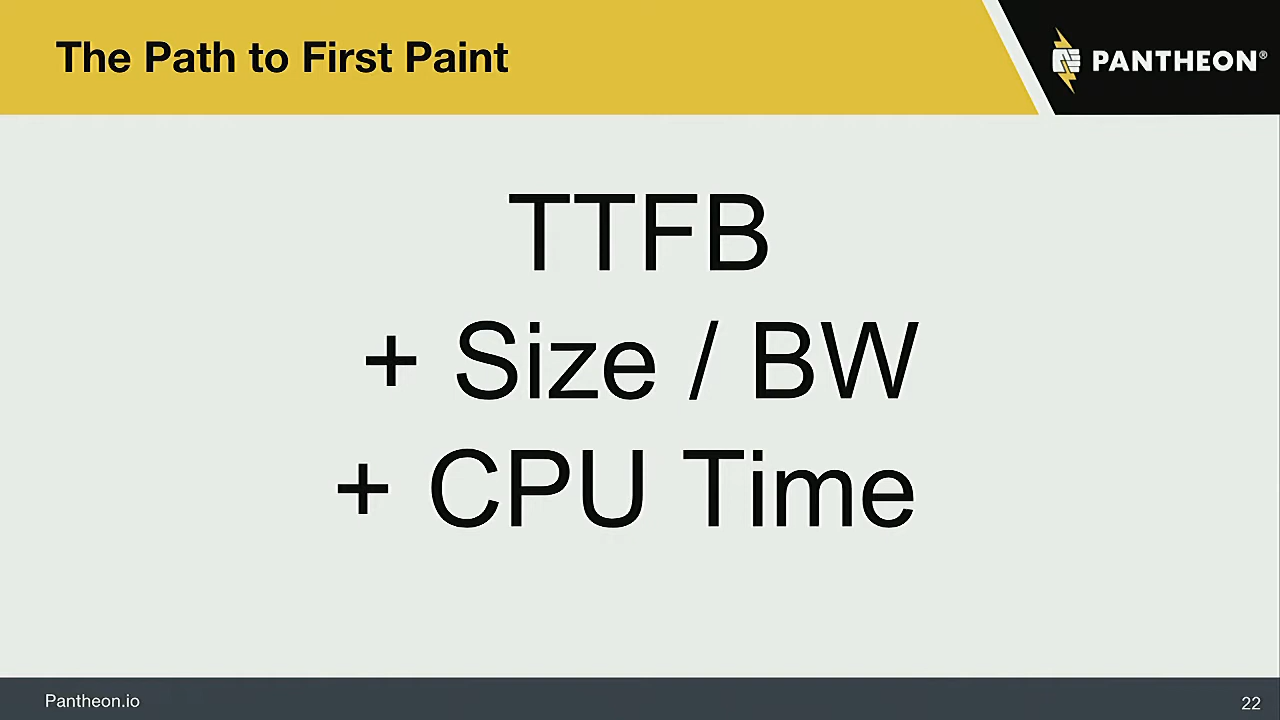 The Path to First Paint
PANTHEON®
TTFB
+ Size / BW
+ CPU Time
Pantheon.io
22